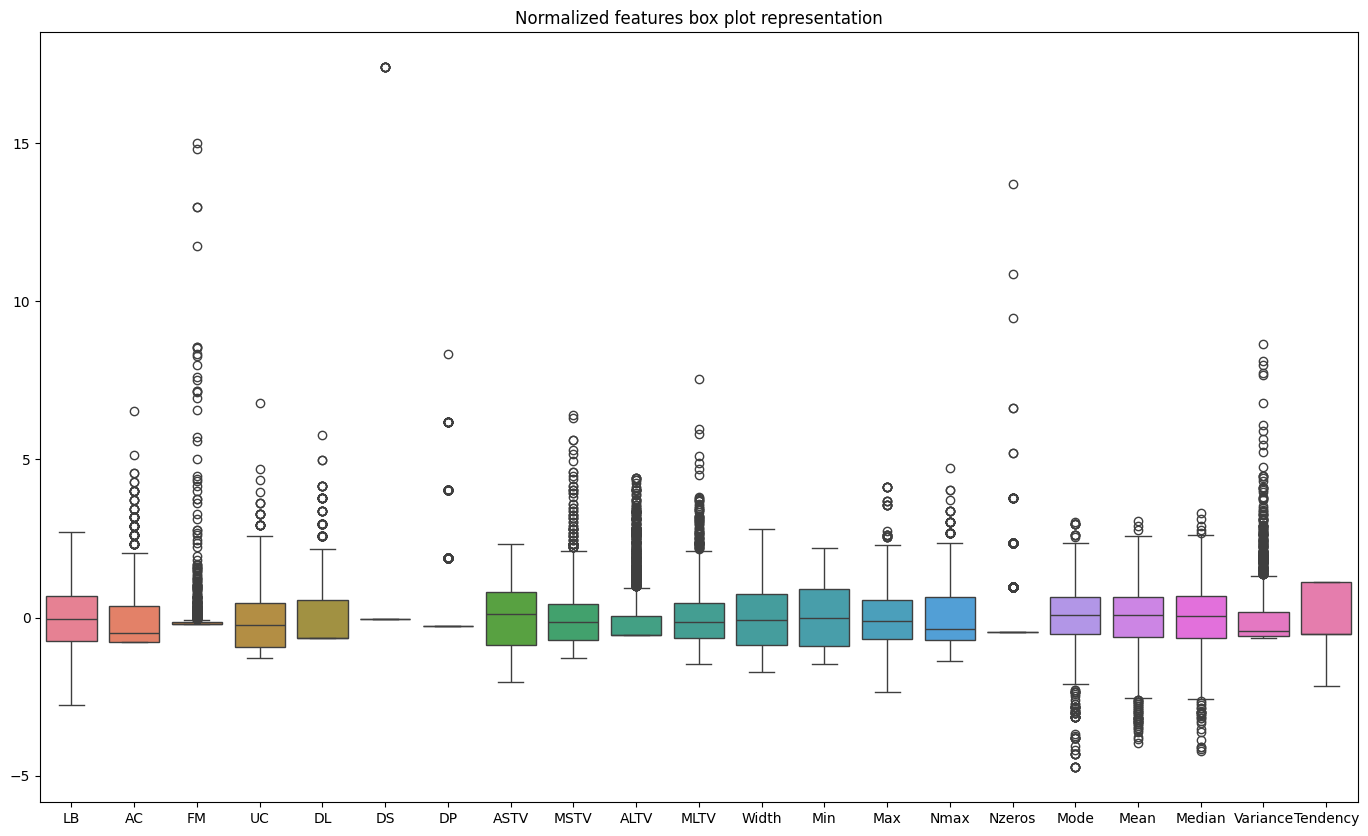 Normalized features box plot representation
15
10
5
0
−5
LB AC FM UC DL DS DP ASTV MSTV ALTV MLTV Width Min Max Nmax Nzeros Mode Mean Median Variance Tendency